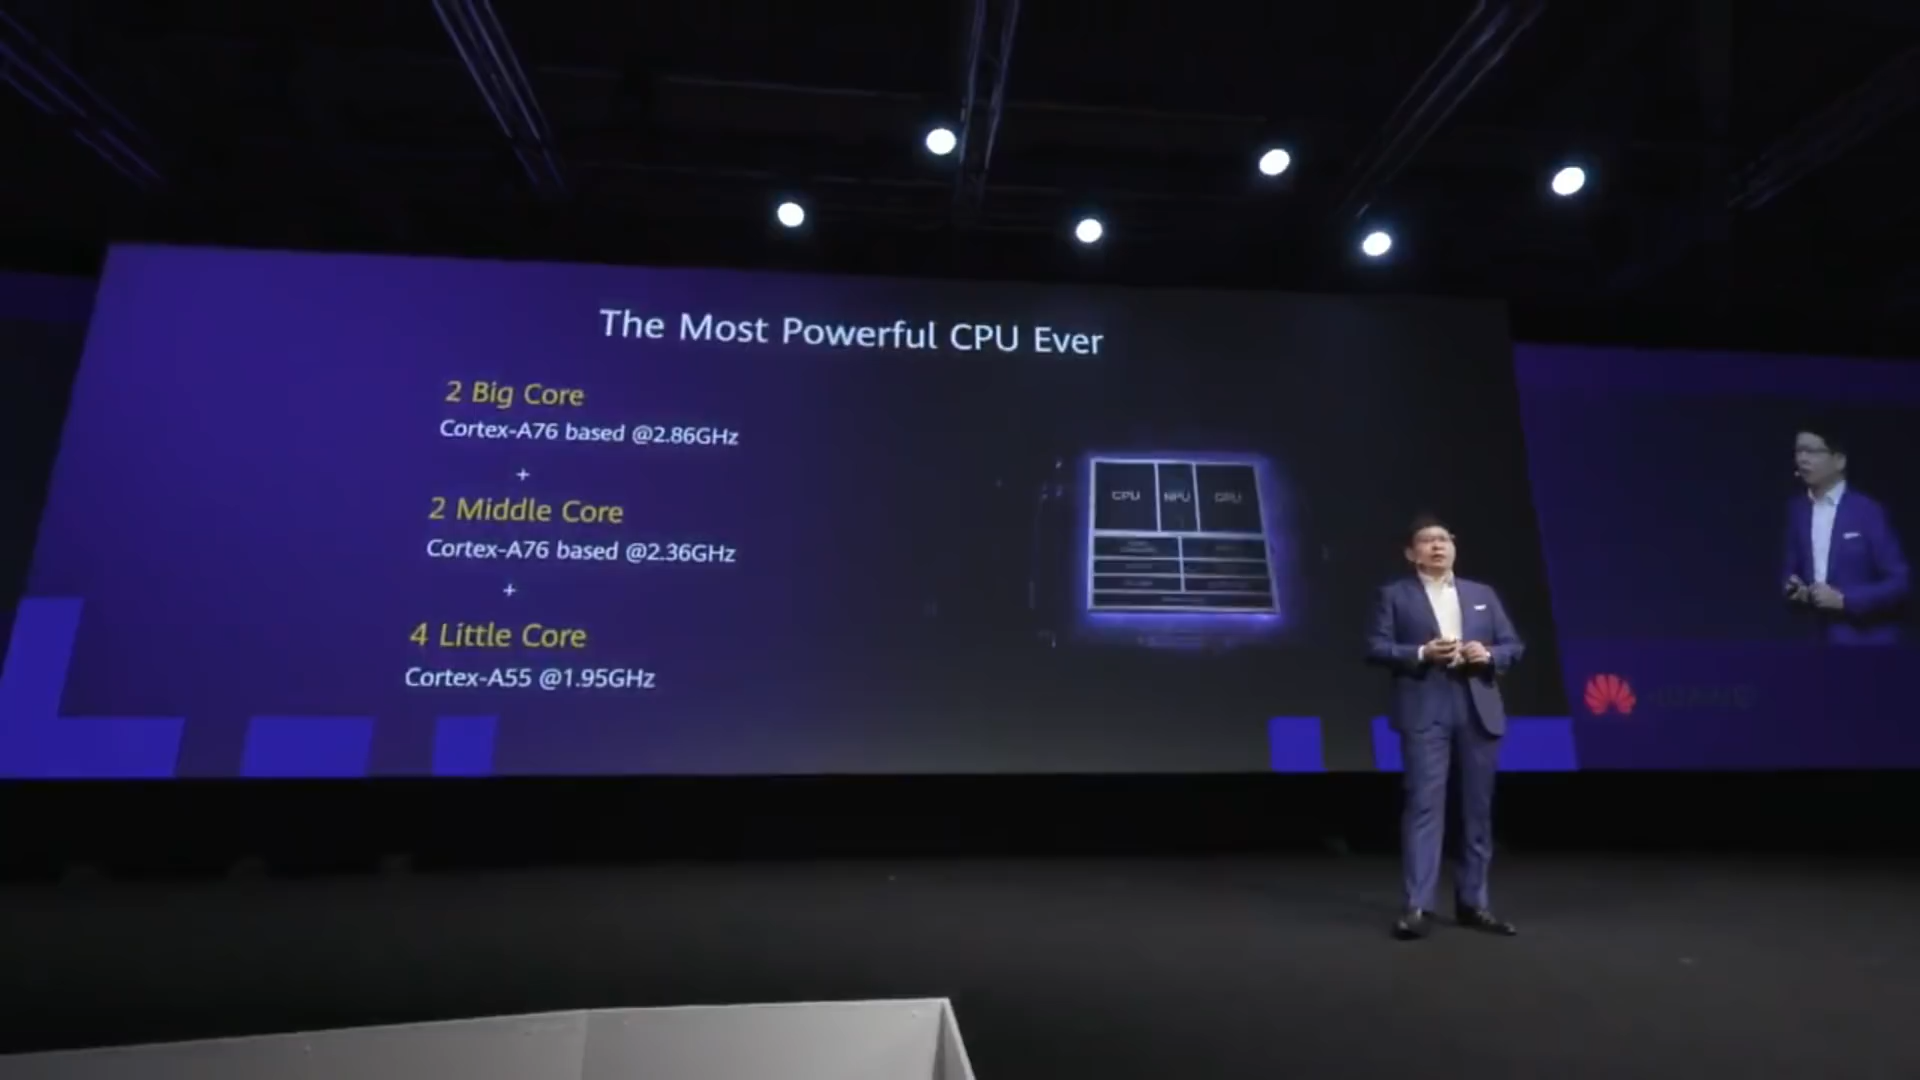 The Most Powerful CPU Ever
2 Big Core
Cortex-A76 based @2.86GHz
+
2 Middle Core
Cortex-A76 based @2.36GHz
+
4 Little Core
Cortex-A55 @1.95GHz
CPU
NPU
GPU
HUAWEI